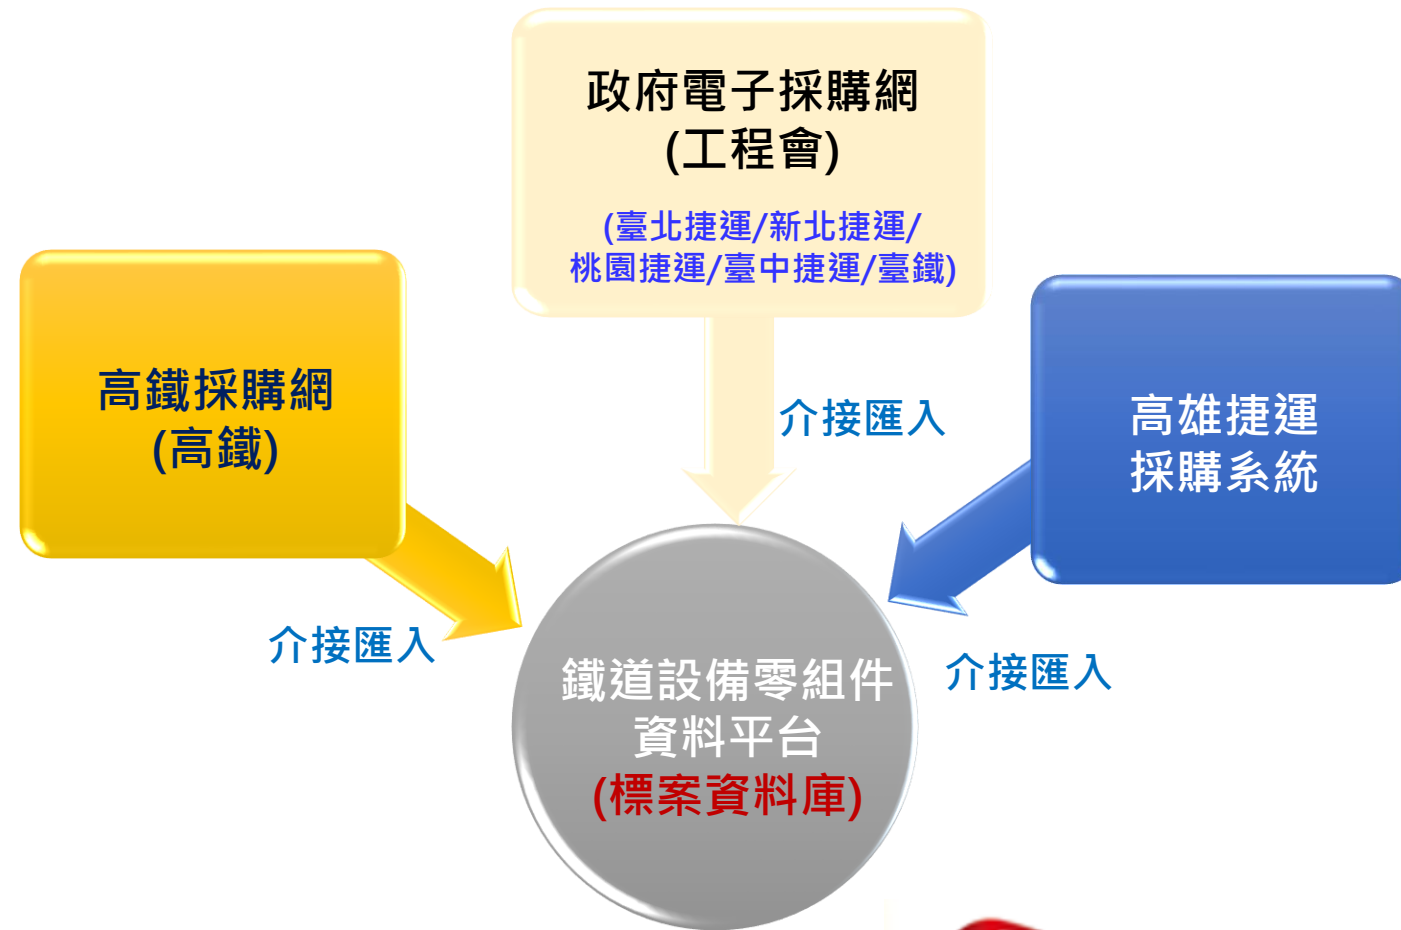 政府電子採購網
(工程會)
(臺北捷運/新北捷運/
桃園捷運/臺中捷運/臺鐵)
高鐵採購網
(高鐵)
高雄捷運
採購系統
介接匯入
介接匯入
介接匯入
鐵道設備零組件
資料平台
(標案資料庫)